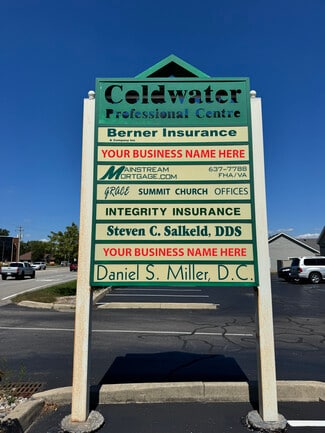 Coldwater
Professional Centre
Berner Insurance
YOUR BUSINESS NAME HERE
MAINSTREAM 637-7788
MORTGAGE.COM FHA/VA
GRACE SUMMIT CHURCH OFFICES
INTEGRITY INSURANCE
Steven C. Salkeld, DDS
YOUR BUSINESS NAME HERE
Daniel S. Miller, D.C.